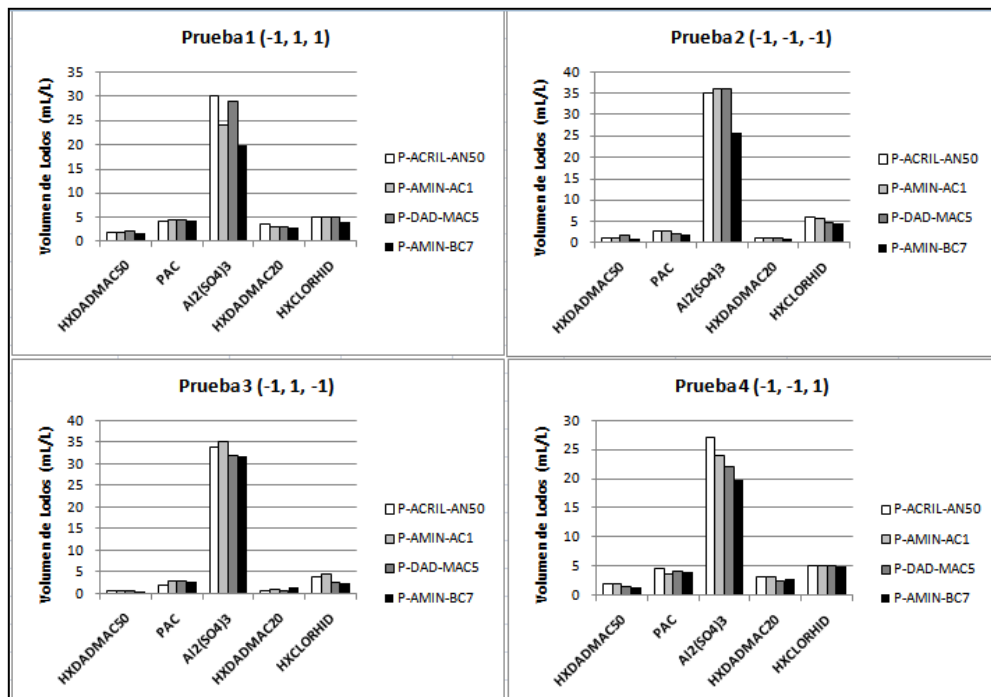 Prueba 1 (-1, 1, 1)
Volumen de Lodos (mL/L)
35
30
25
20
15
10
5
0
HXDADMAC50
PAC
Al2(SO4)3
HXDADMAC20
HXCLORHID
P-ACRIL-AN50
P-AMIN-AC1
P-DAD-MAC5
P-AMIN-BC7
Prueba 2 (-1, -1, -1)
Volumen de Lodos (mL/L)
40
35
30
25
20
15
10
5
0
HXDADMAC50
PAC
Al2(SO4)3
HXDADMAC20
HXCLORHID
P-ACRIL-AN50
P-AMIN-AC1
P-DAD-MAC5
P-AMIN-BC7
Prueba 3 (-1, 1, -1)
Volumen de Lodos (mL/L)
40
35
30
25
20
15
10
5
0
HXDADMAC50
PAC
Al2(SO4)3
HXDADMAC20
HXCLORHID
P-ACRIL-AN50
P-AMIN-AC1
P-DAD-MAC5
P-AMIN-BC7
Prueba 4 (-1, -1, 1)
Volumen de Lodos (mL/L)
30
25
20
15
10
5
0
HXDADMAC50
PAC
Al2(SO4)3
HXDADMAC20
HXCLORHID
P-ACRIL-AN50
P-AMIN-AC1
P-DAD-MAC5
P-AMIN-BC7